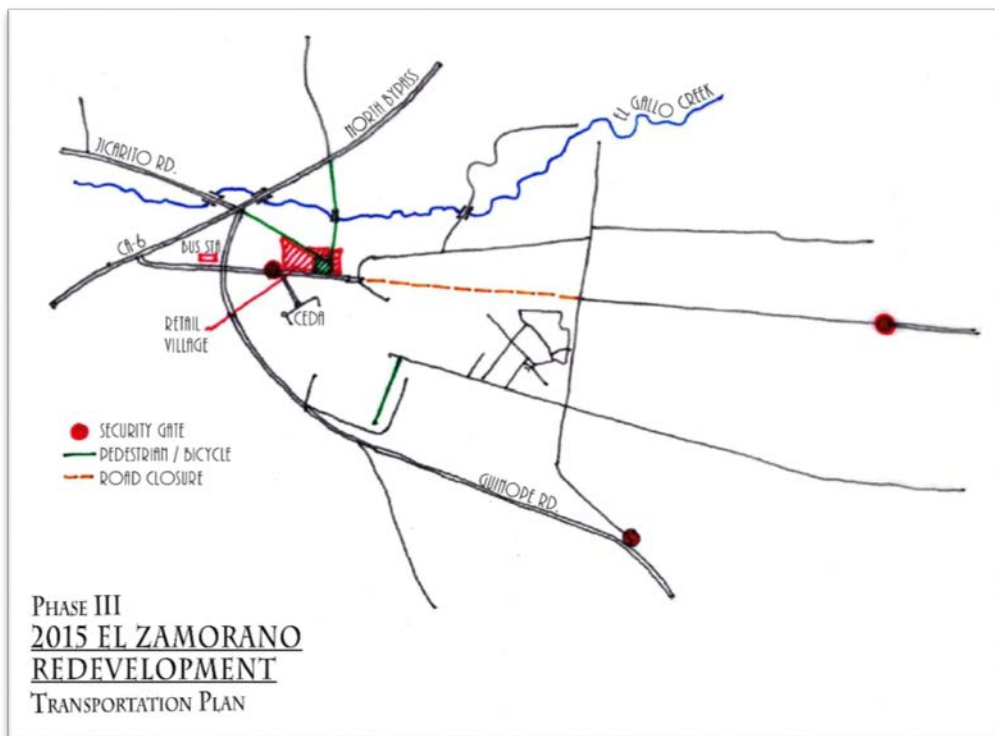 NORTH BYPASS
EL GALLO CREEK
JICARITO RD.
CA-6
BUS STA
RETAIL
VILLAGE
CEDA
SECURITY GATE
PEDESTRIAN / BICYCLE
ROAD CLOSURE
GUINOPE RD.
PHASE III
2015 EL ZAMORANO
REDEVELOPMENT
TRANSPORTATION PLAN